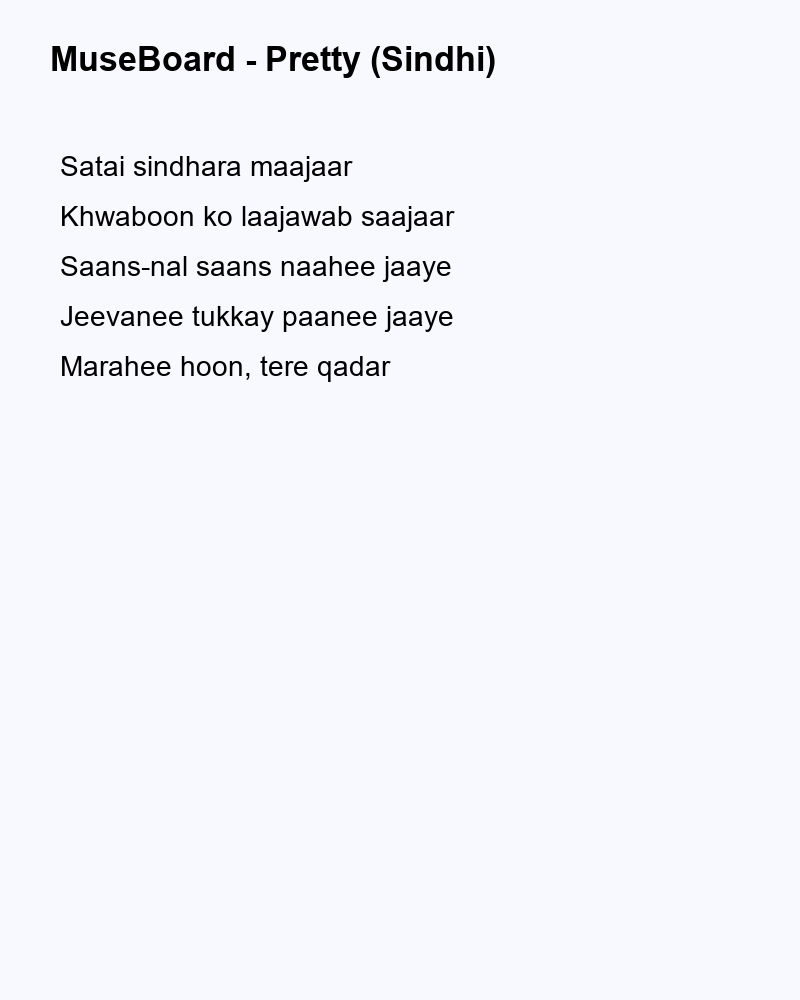 MuseBoard - Pretty (Sindhi)
Satai sindhara maajaar
Khwaboon ko laajawab saajaar
Saans-nal saans naahee jaaye
Jeevanee tukkay paanee jaaye
Marahee hoon, tere qadar